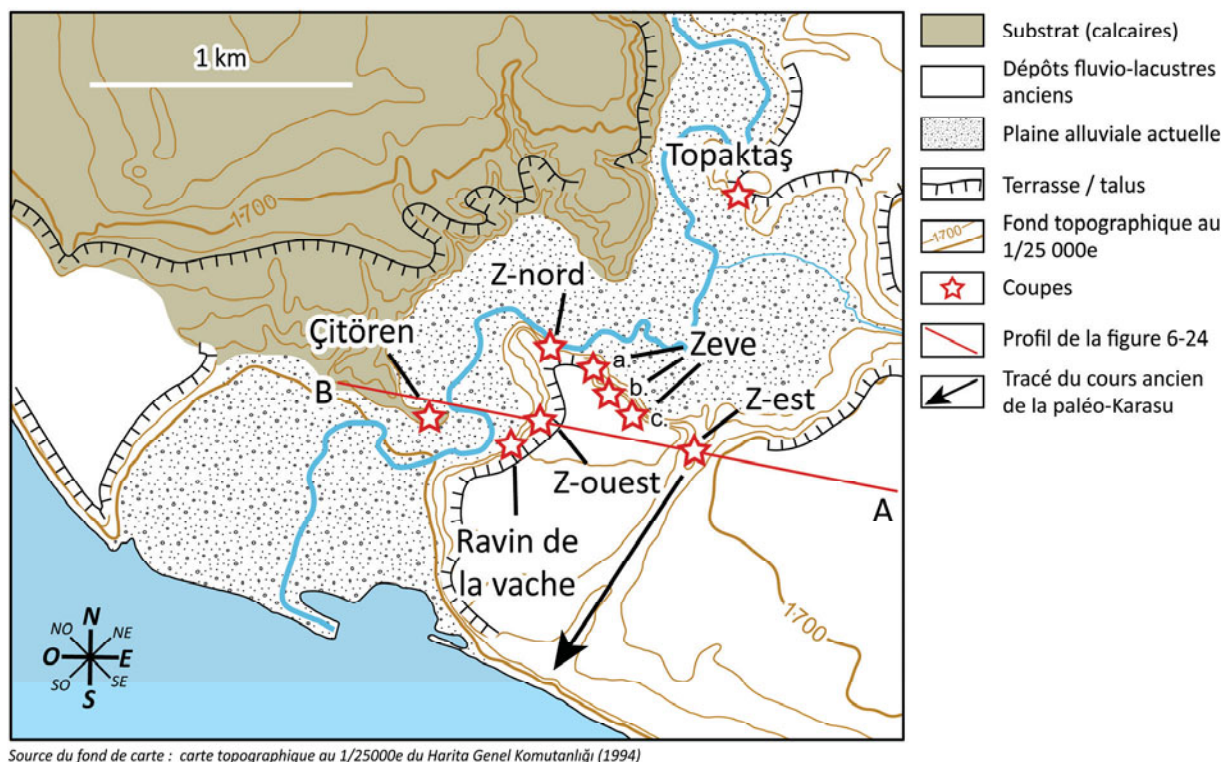 1 km
1700
Topaktaş
Z-nord
Çitören
Zeve
a
b
c.
B
Z-est
Z-ouest
A
Ravin de
la vache
1700
N
NO
NE
O
E
SO
SE
S
Substrat (calcaires)
Dépôts fluvio-lacustres
anciens
Plaine alluviale actuelle
Terrasse / talus
1700
Fond topographique au
1/25 000e
Coupes
Profil de la figure 6-24
Tracé du cours ancien
de la paléo-Karasu
Source du fond de carte : carte topographique au 1/25000e du Harita Genel Komutanlığı (1994)